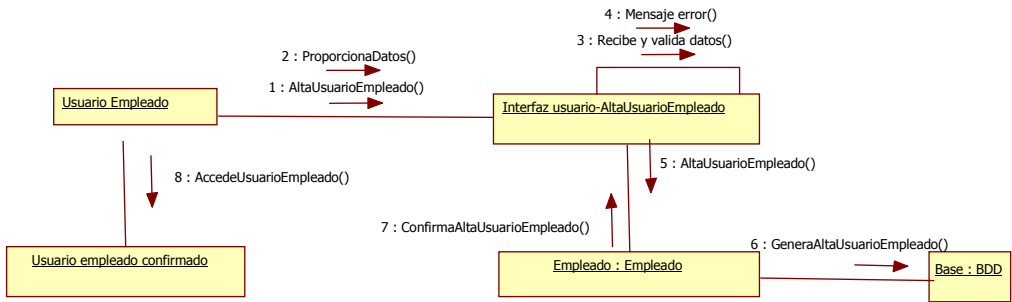 4 : Mensaje error()
3 : Recibe y valida datos()
2 : ProporcionaDatos()
1 : AltaUsuarioEmpleado()
Usuario Empleado
Interfaz usuario-AltaUsuarioEmpleado
5 : AltaUsuarioEmpleado()
8 : AccedeUsuarioEmpleado()
7 : ConfirmaAltaUsuarioEmpleado()
6 : GeneraAltaUsuarioEmpleado()
Usuario empleado confirmado
Empleado : Empleado
Base : BDD